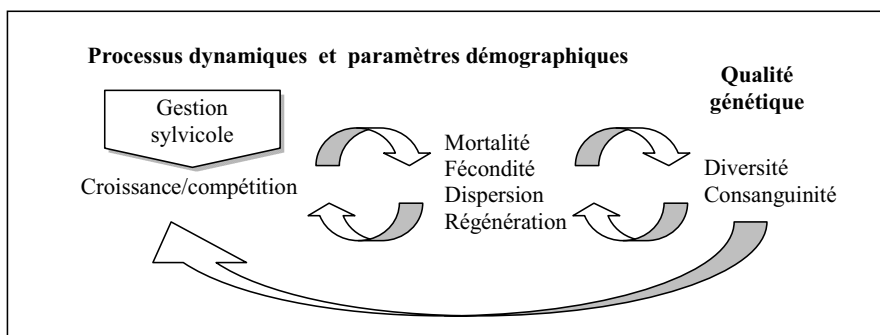 Processus dynamiques et paramètres démographiques
Qualité
génétique
Gestion
sylvicole
Croissance/compétition
Mortalité
Fécondité
Dispersion
Régénération
Diversité
Consanguinité